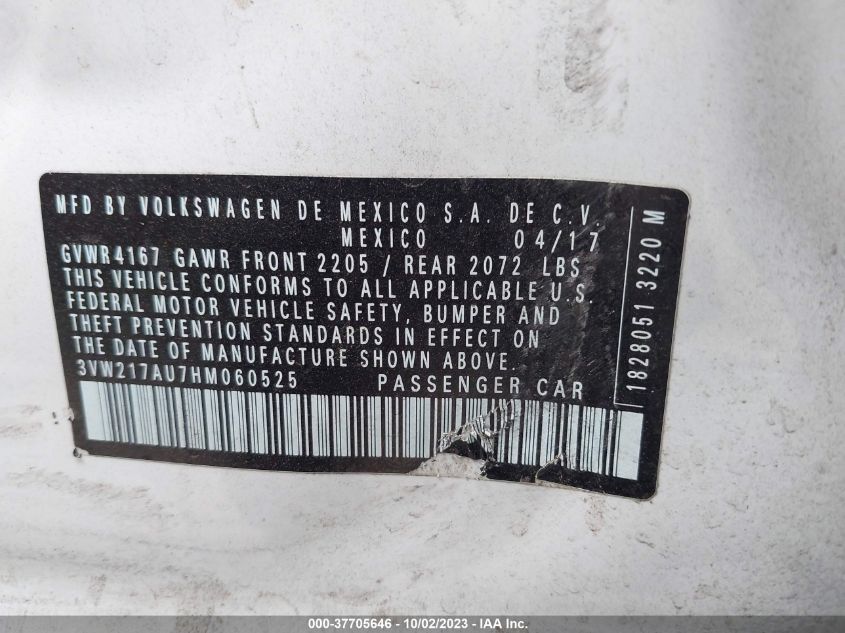 MFD BY VOLKSWAGEN DE MEXICO S.A. DE C.V.
MEXICO 04/17
GVWR4167 GAWR FRONT 2205 / REAR 2072 LBS
THIS VEHICLE CONFORMS TO ALL APPLICABLE U.S.
FEDERAL MOTOR VEHICLE SAFETY, BUMPER AND
THEFT PREVENTION STANDARDS IN EFFECT ON
THE DATE OF MANUFACTURE SHOWN ABOVE.
3VW217AU7HM060525 PASSENGER CAR
1828051 3220 M
000-37705646 - 10/02/2023 - IAA Inc.